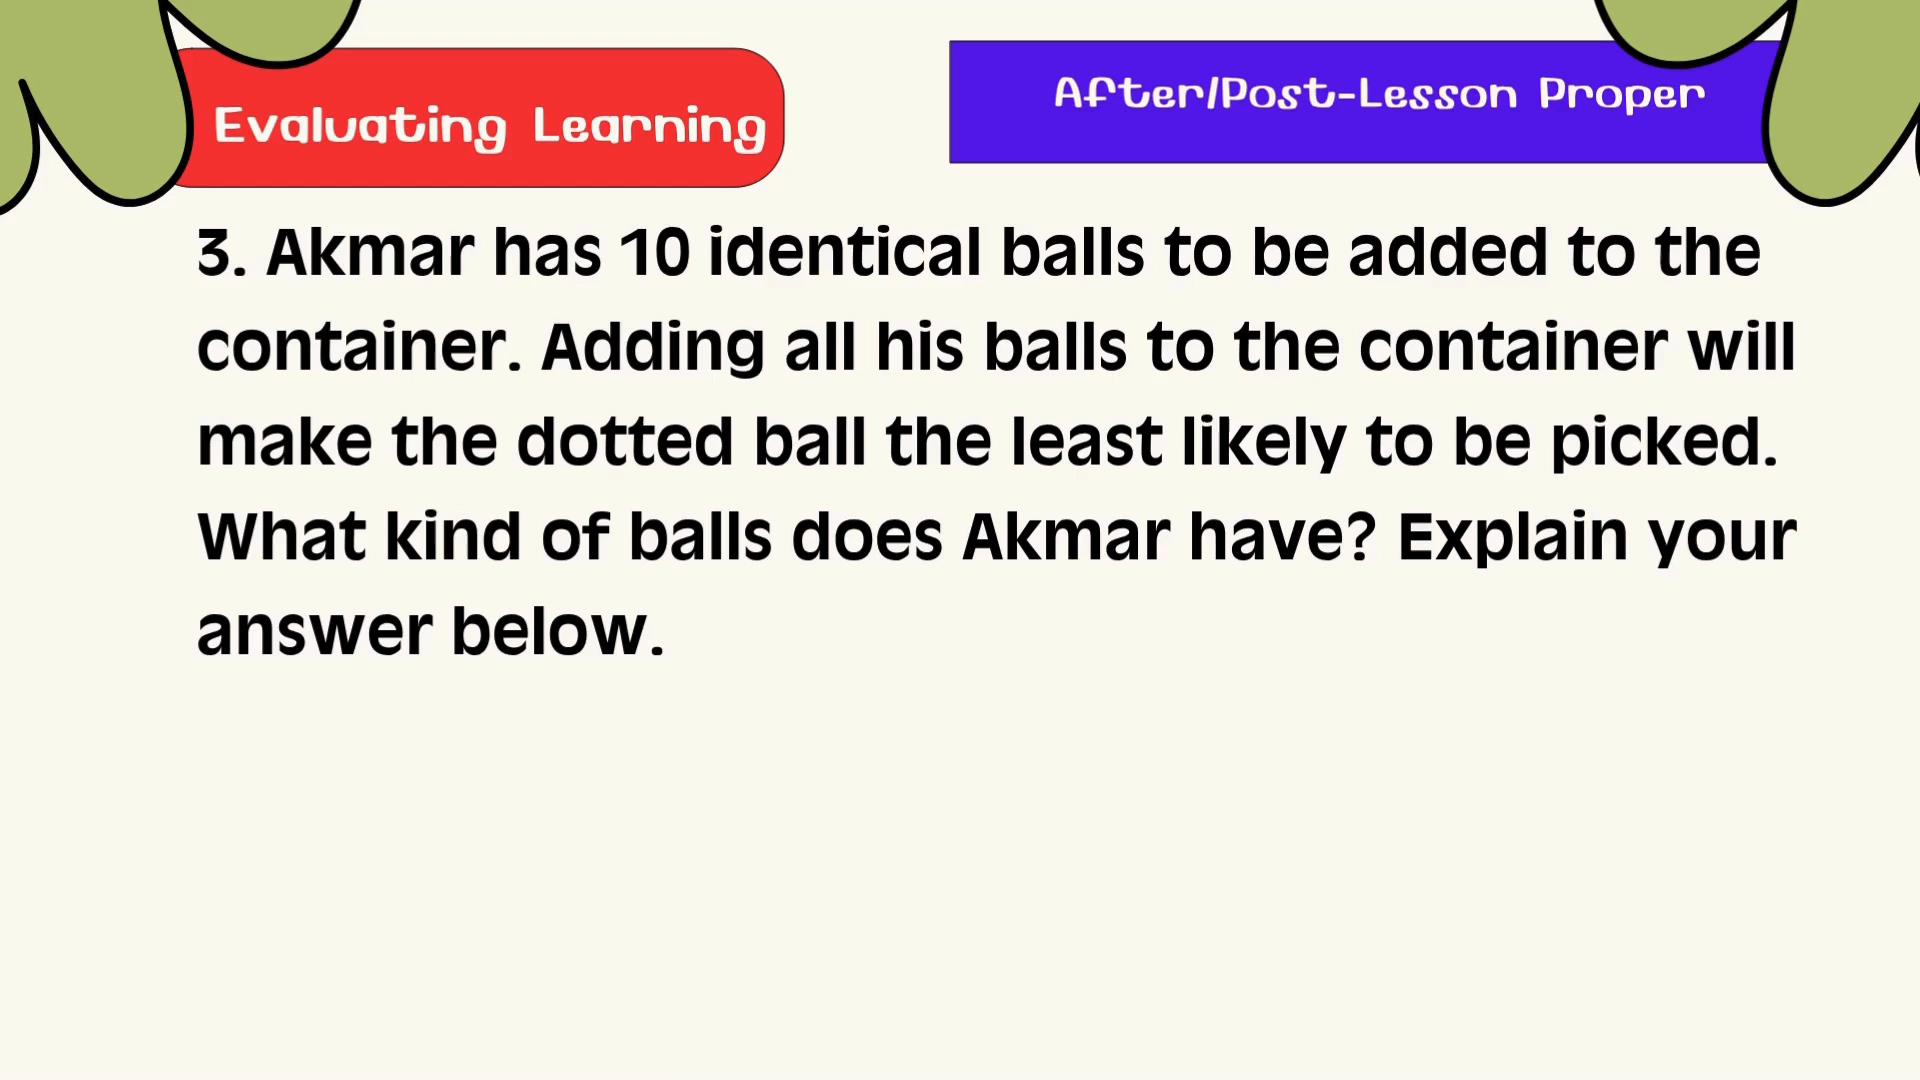 Evaluating Learning
After/Post-Lesson Proper
3. Akmar has 10 identical balls to be added to the
container. Adding all his balls to the container will
make the dotted ball the least likely to be picked.
What kind of balls does Akmar have? Explain your
answer below.